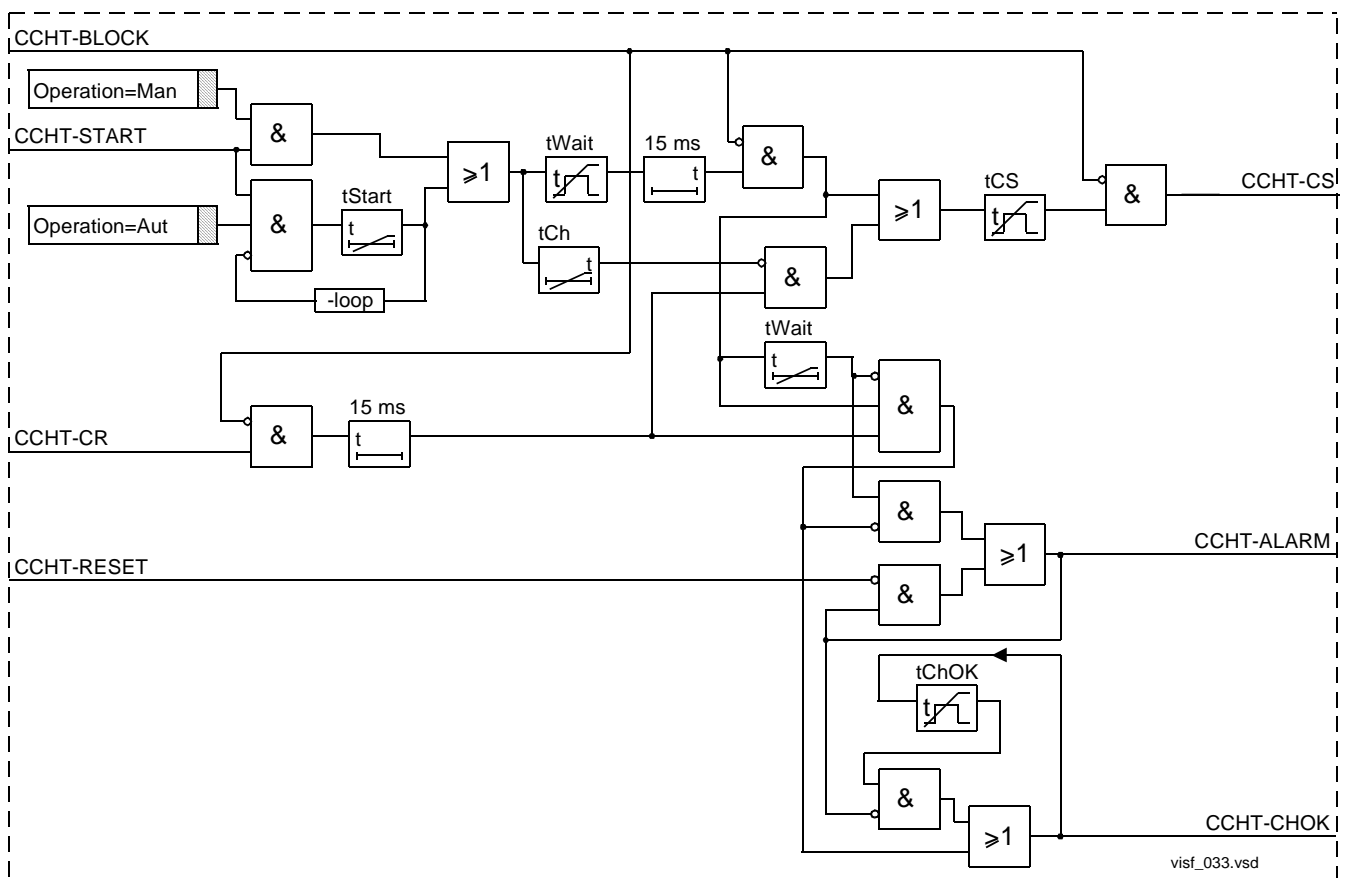 CCHT-BLOCK
Operation=Man
&
CCHT-START
tWait
15 ms
&
⩾1
tStart
tCS
CCHT-CS
&
⩾1
t
t
t
&
Operation=Aut
t
tCh
t
&
-loop
tWait
t
&
15 ms
&
t
CCHT-CR
&
⩾1
CCHT-ALARM
CCHT-RESET
&
tChOK
t
&
⩾1
CCHT-CHOK
visf_033.vsd